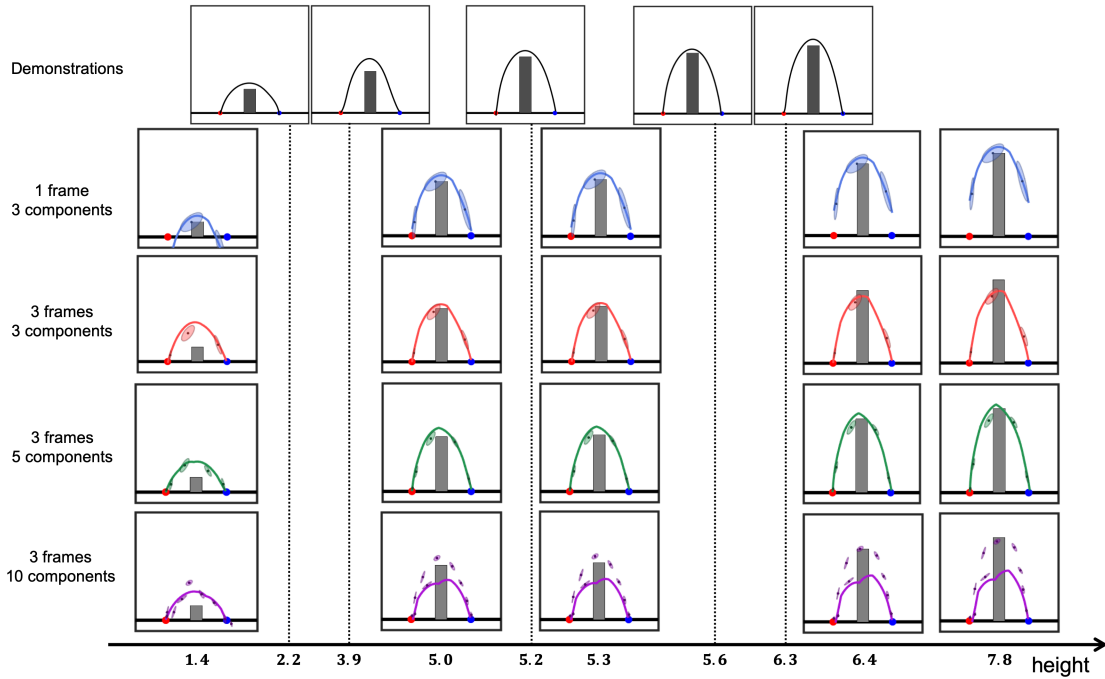 Demonstrations
1 frame
3 components
3 frames
3 components
3 frames
5 components
3 frames
10 components
1.4 2.2 3.9 5.0 5.2 5.3 5.6 6.3 6.4 7.8 height